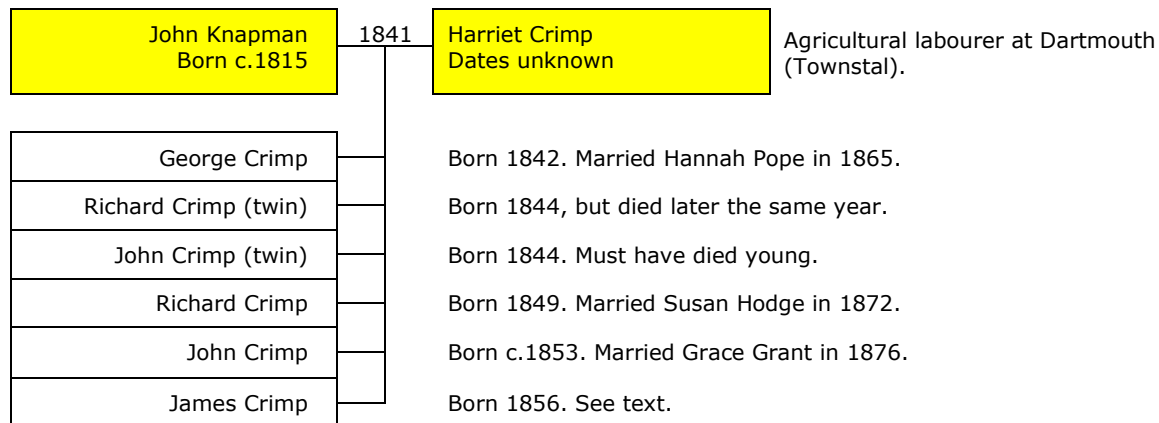 John Knapman 1841 Harriet Crimp
Born c.1815 Dates unknown
Agricultural labourer at Dartmouth
(Townstal).
George Crimp Born 1842. Married Hannah Pope in 1865.
Richard Crimp (twin) Born 1844, but died later the same year.
John Crimp (twin) Born 1844. Must have died young.
Richard Crimp Born 1849. Married Susan Hodge in 1872.
John Crimp Born c.1853. Married Grace Grant in 1876.
James Crimp Born 1856. See text.